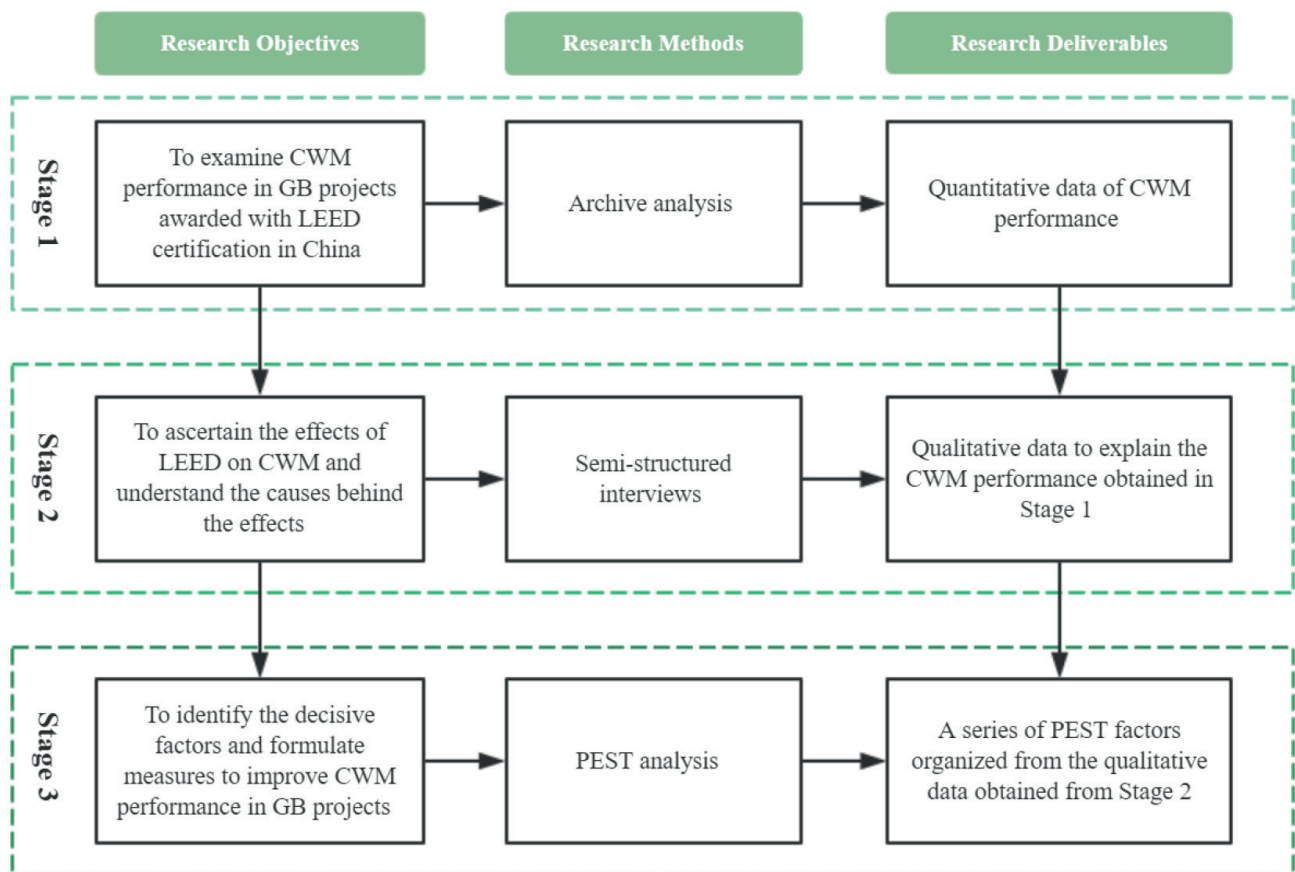 Research Objectives
Research Methods
Research Deliverables
Stage 1
To examine CWM
performance in GB projects
awarded with LEED
certification in China
Archive analysis
Quantitative data of CWM
performance
Stage 2
To ascertain the effects of
LEED on CWM and
understand the causes behind
the effects
Semi-structured
interviews
Qualitative data to explain the
CWM performance obtained in
Stage 1
Stage 3
To identify the decisive
factors and formulate
measures to improve CWM
performance in GB projects
PEST analysis
A series of PEST factors
organized from the qualitative
data obtained from Stage 2